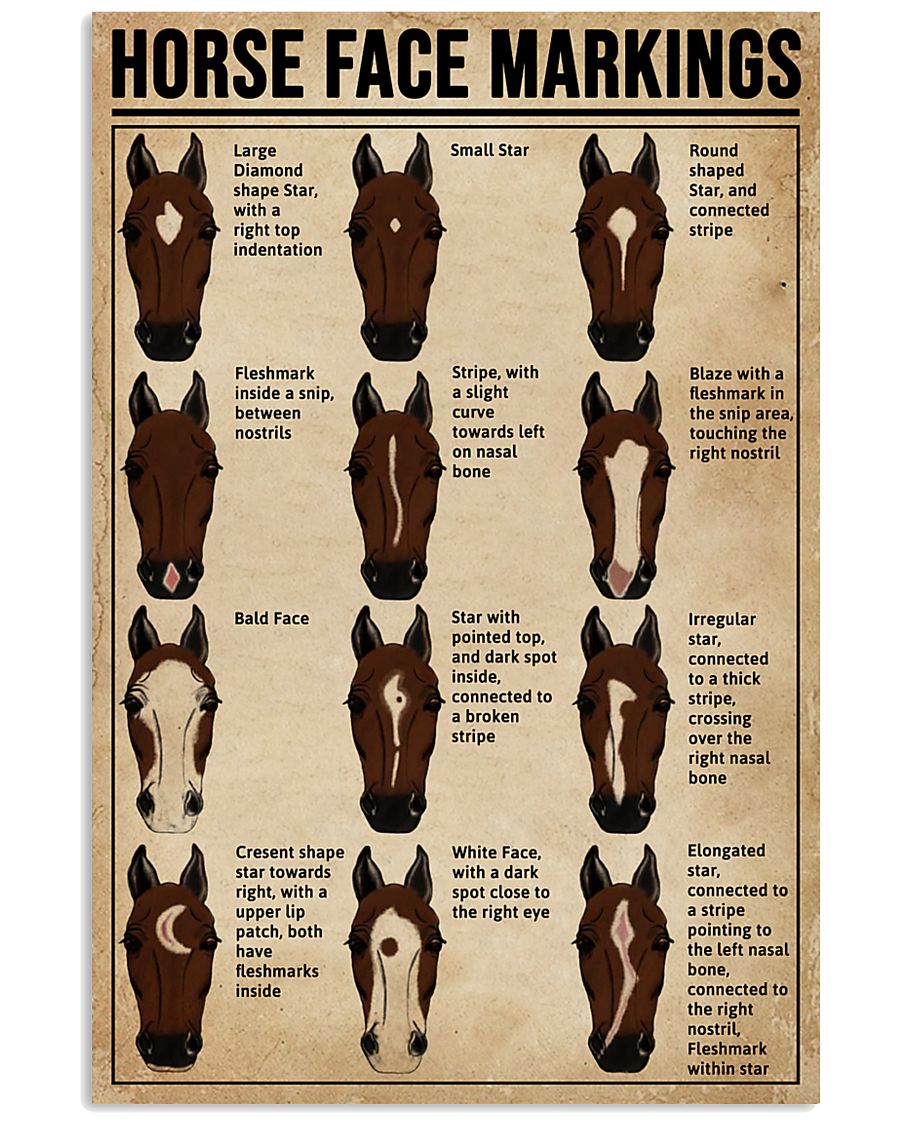 HORSE FACE MARKINGS
Large
Diamond
shape Star,
with a
right top
indentation
Small Star
Round
shaped
Star, and
connected
stripe
Fleshmark
inside a snip,
between
nostrils
Stripe, with
a slight
curve
towards left
on nasal
bone
Blaze with a
fleshmark in
the snip area,
touching the
right nostril
Bald Face
Star with
pointed top,
and dark spot
inside,
connected to
a broken
stripe
Irregular
star,
connected
to a thick
stripe,
crossing
over the
right nasal
bone
Cresent shape
star towards
right, with a
upper lip
patch, both
have
fleshmarks
inside
White Face,
with a dark
spot close to
the right eye
Elongated
star,
connected to
a stripe
pointing to
the left nasal
bone,
connected to
the right
nostril,
Fleshmark
within star